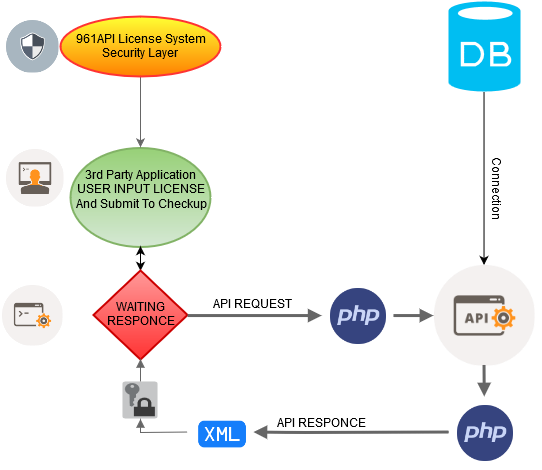 961API License System
Security Layer
DB
3rd Party Application
USER INPUT LICENSE
And Submit To Checkup
Connection
WAITING
RESPONCE
API REQUEST
php
API
XML
API RESPONCE
php